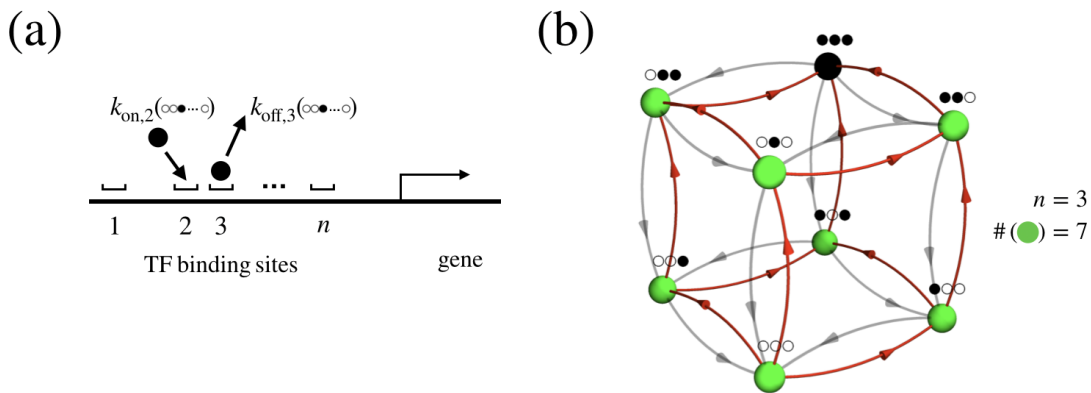 (a)
k_on,2(○○●···○)
k_off,3(○○●···○)
...
1 2 3 n
TF binding sites
gene
(b)
●●●
○●●
●●○
○●○
●○●
○○●
●○○
○○○
n = 3
#(●) = 7